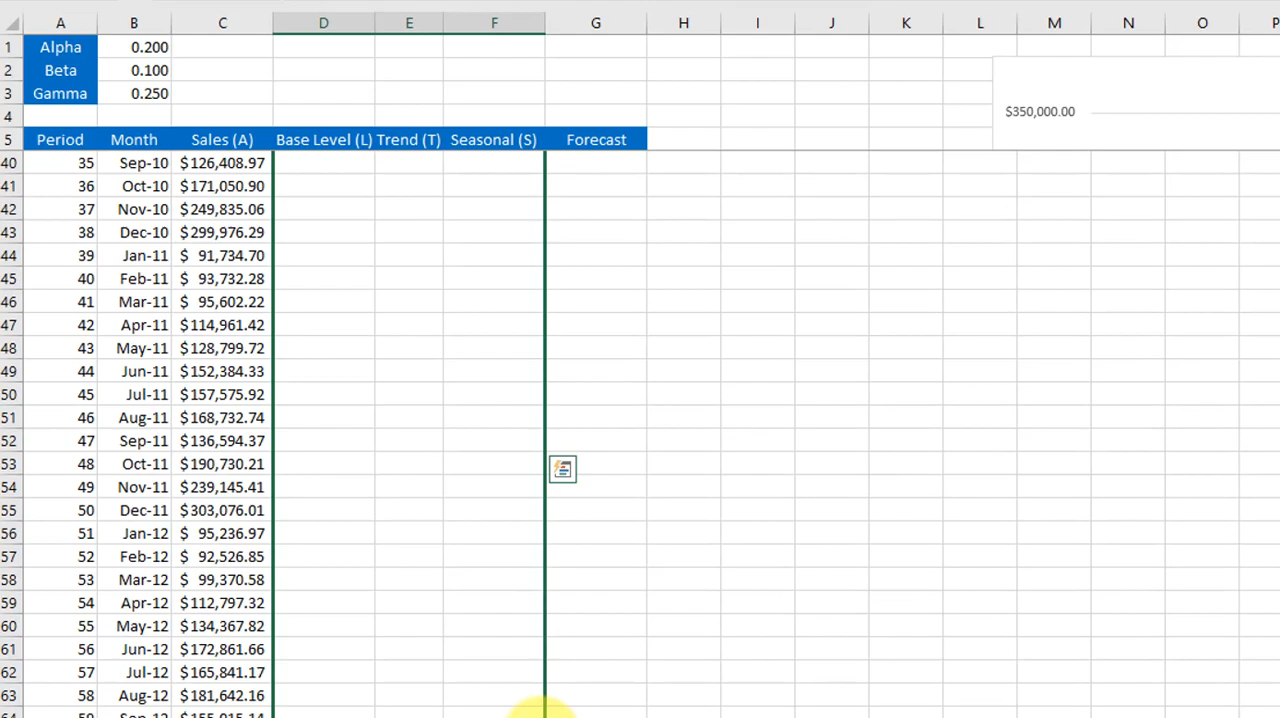 A B C D E F G H I J K L M N O P
1 Alpha 0.200
2 Beta 0.100
3 Gamma 0.250
$350,000.00
4
5 Period Month Sales (A) Base Level (L) Trend (T) Seasonal (S) Forecast
40 35 Sep-10 $126,408.97
41 36 Oct-10 $171,050.90
42 37 Nov-10 $249,835.06
43 38 Dec-10 $299,976.29
44 39 Jan-11 $ 91,734.70
45 40 Feb-11 $ 93,732.28
46 41 Mar-11 $ 95,602.22
47 42 Apr-11 $114,961.42
48 43 May-11 $128,799.72
49 44 Jun-11 $152,384.33
50 45 Jul-11 $157,575.92
51 46 Aug-11 $168,732.74
52 47 Sep-11 $136,594.37
53 48 Oct-11 $190,730.21
54 49 Nov-11 $239,145.41
55 50 Dec-11 $303,076.01
56 51 Jan-12 $ 95,236.97
57 52 Feb-12 $ 92,526.85
58 53 Mar-12 $ 99,370.58
59 54 Apr-12 $112,797.32
60 55 May-12 $134,367.82
61 56 Jun-12 $172,861.66
62 57 Jul-12 $165,841.17
63 58 Aug-12 $181,642.16
64 59 Sep-12 $155,015.14